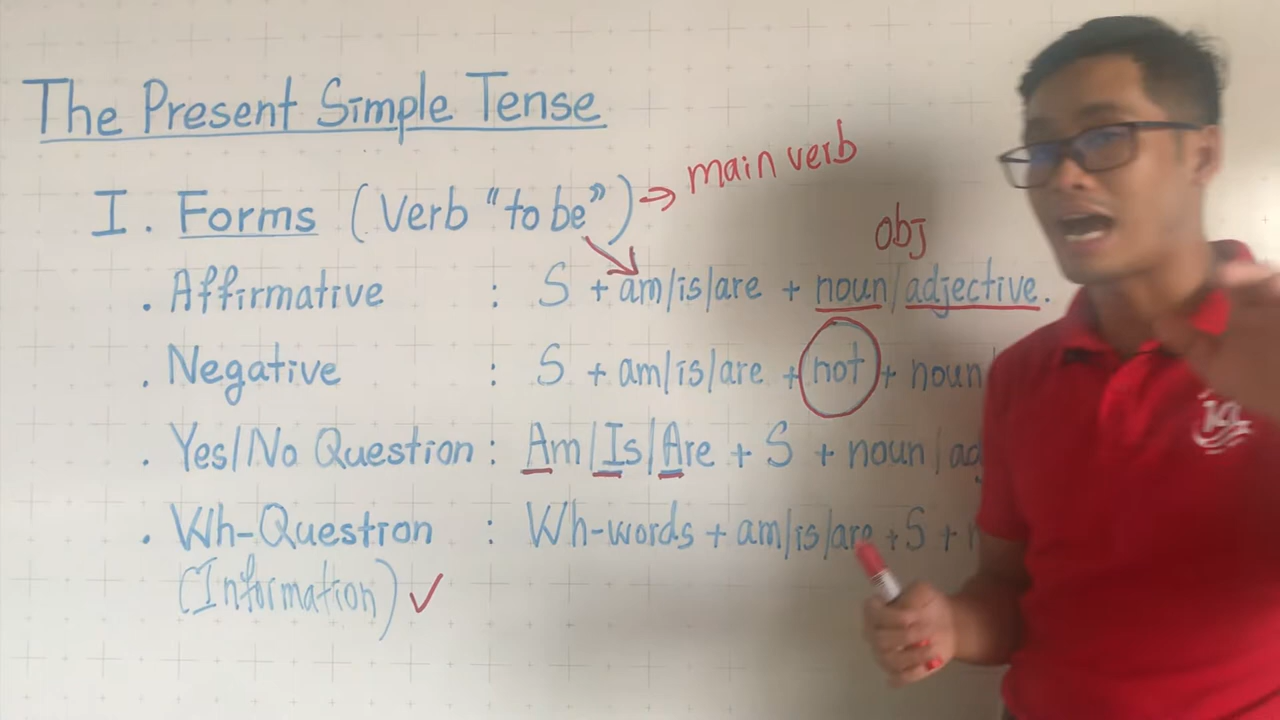 The Present Simple Tense
I. Forms (Verb "to be") → main verb
obj
. Affirmative : S + am/is/are + noun/adjective.
. Negative : S + am/is/are + not + noun
. Yes/No Question : Am/Is/Are + S + noun/ad
. Wh-Question : Wh-words + am/is/are + S + n
(Information) ✓